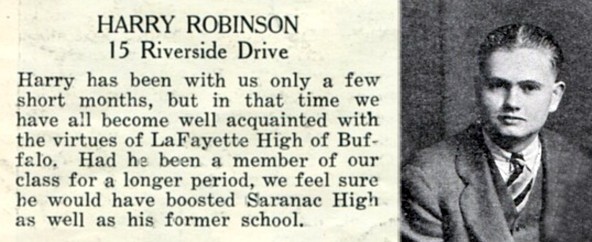 HARRY ROBINSON
15 Riverside Drive
Harry has been with us only a few
short months, but in that time we
have all become well acquainted with
the virtues of LaFayette High of Buf-
falo. Had he been a member of our
class for a longer period, we feel sure
he would have boosted Saranac High
as well as his former school.